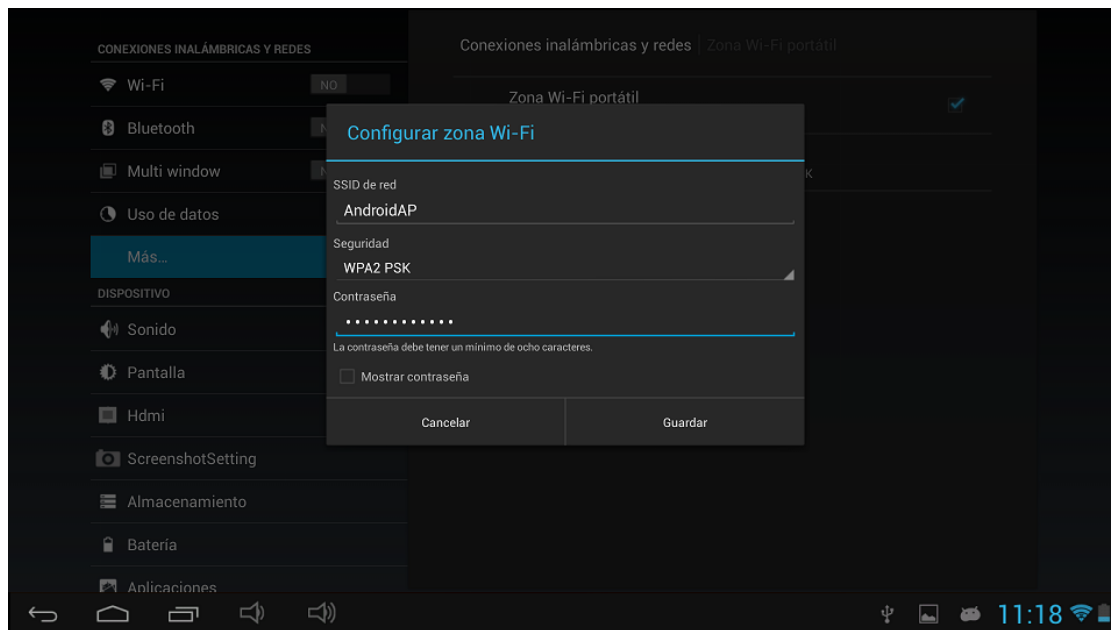 CONEXIONES INALÁMBRICAS Y REDES
Wi-Fi
NO
Bluetooth
N
Multi window
N
Uso de datos
Más...
DISPOSITIVO
Sonido
Pantalla
Hdmi
ScreenshotSetting
Almacenamiento
Batería
Aplicaciones
Conexiones inalámbricas y redes | Zona Wi-Fi portátil
Zona Wi-Fi portátil
K
Configurar zona Wi-Fi
SSID de red
AndroidAP
Seguridad
WPA2 PSK
Contraseña
••••••••••••
La contraseña debe tener un mínimo de ocho caracteres.
Mostrar contraseña
Cancelar
Guardar
11:18